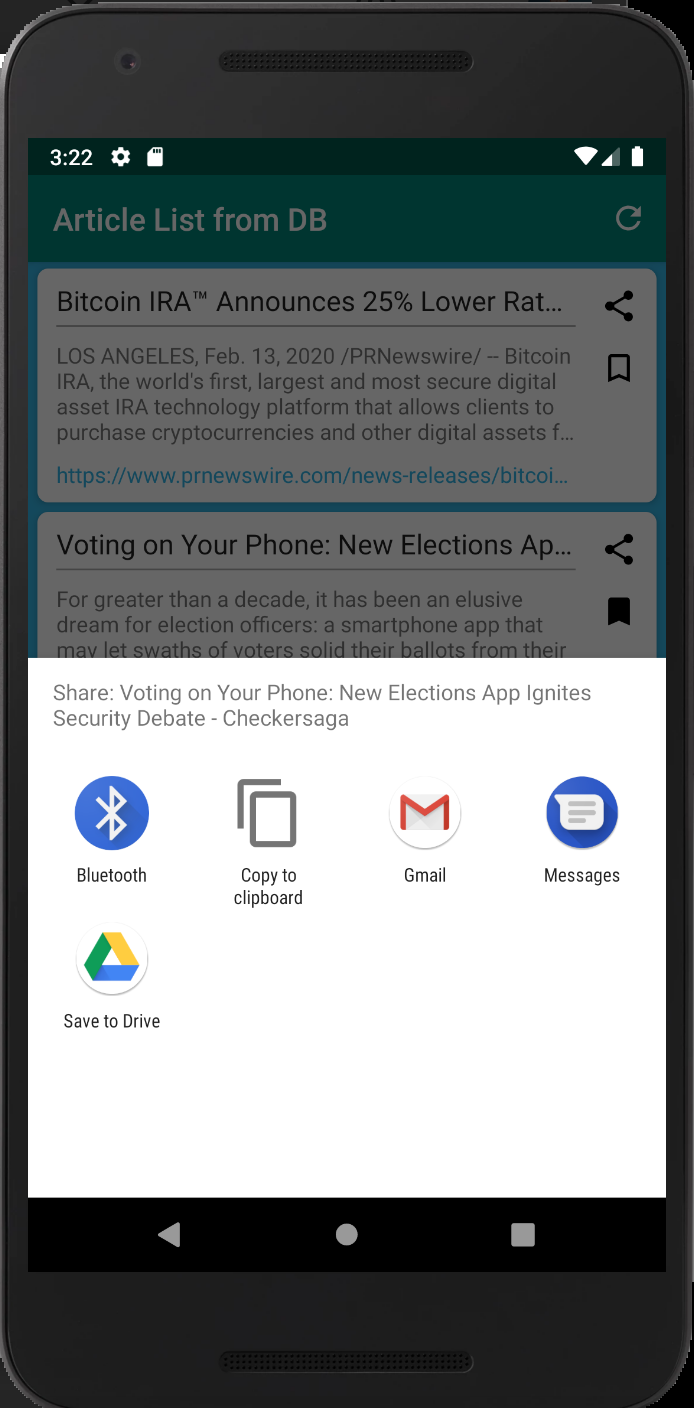 3:22
Article List from DB
Bitcoin IRA™ Announces 25% Lower Rat...
LOS ANGELES, Feb. 13, 2020 /PRNewswire/ -- Bitcoin
IRA, the world's first, largest and most secure digital
asset IRA technology platform that allows clients to
purchase cryptocurrencies and other digital assets f...
https://www.prnewswire.com/news-releases/bitcoi...
Voting on Your Phone: New Elections Ap...
For greater than a decade, it has been an elusive
dream for election officers: a smartphone app that
may let swaths of voters solid their ballots from their
Share: Voting on Your Phone: New Elections App Ignites
Security Debate - Checkersaga
Bluetooth
Copy to
clipboard
Gmail
Messages
Save to Drive